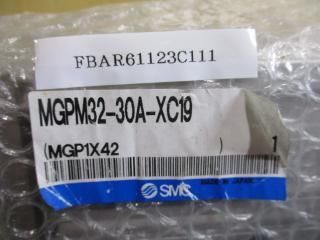 FBAR61123C111
MGPM32-30A-XC19
(MGP1X42 )
1
SMC
MADE IN JAPAN